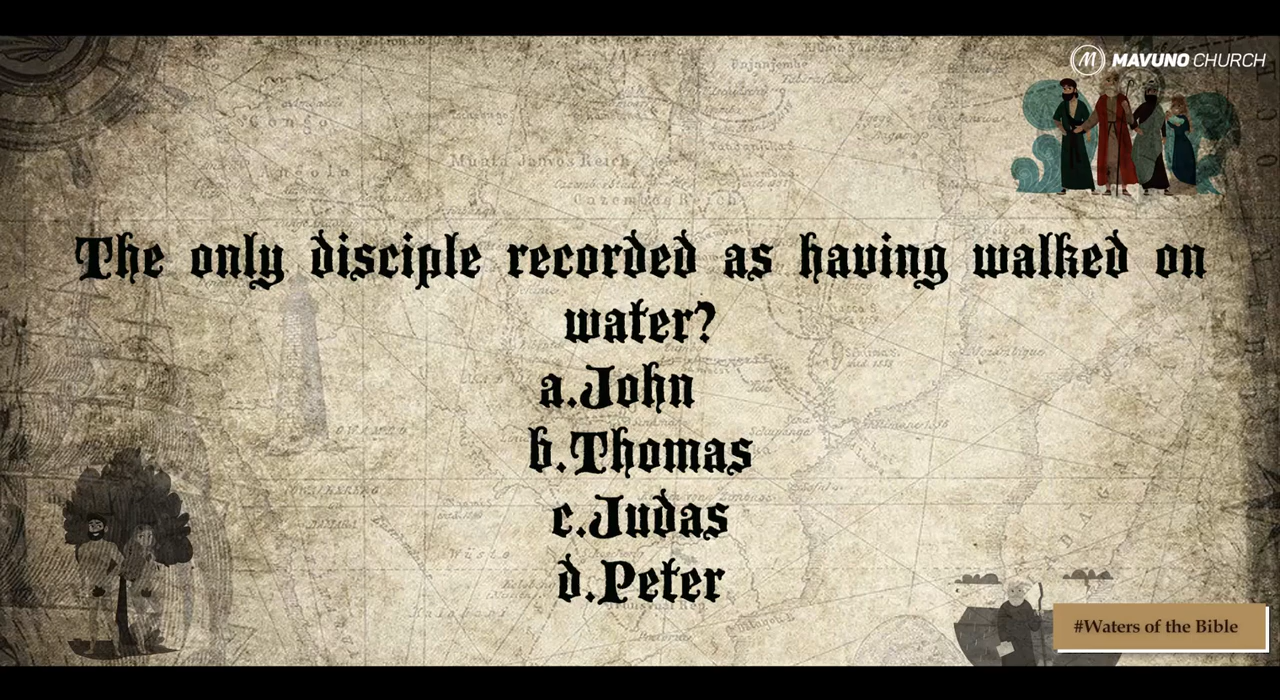 MAVUNO CHURCH
The only disciple recorded as having walked on
water?
a.John
b.Thomas
c.Judas
d.Peter
#Waters of the Bible